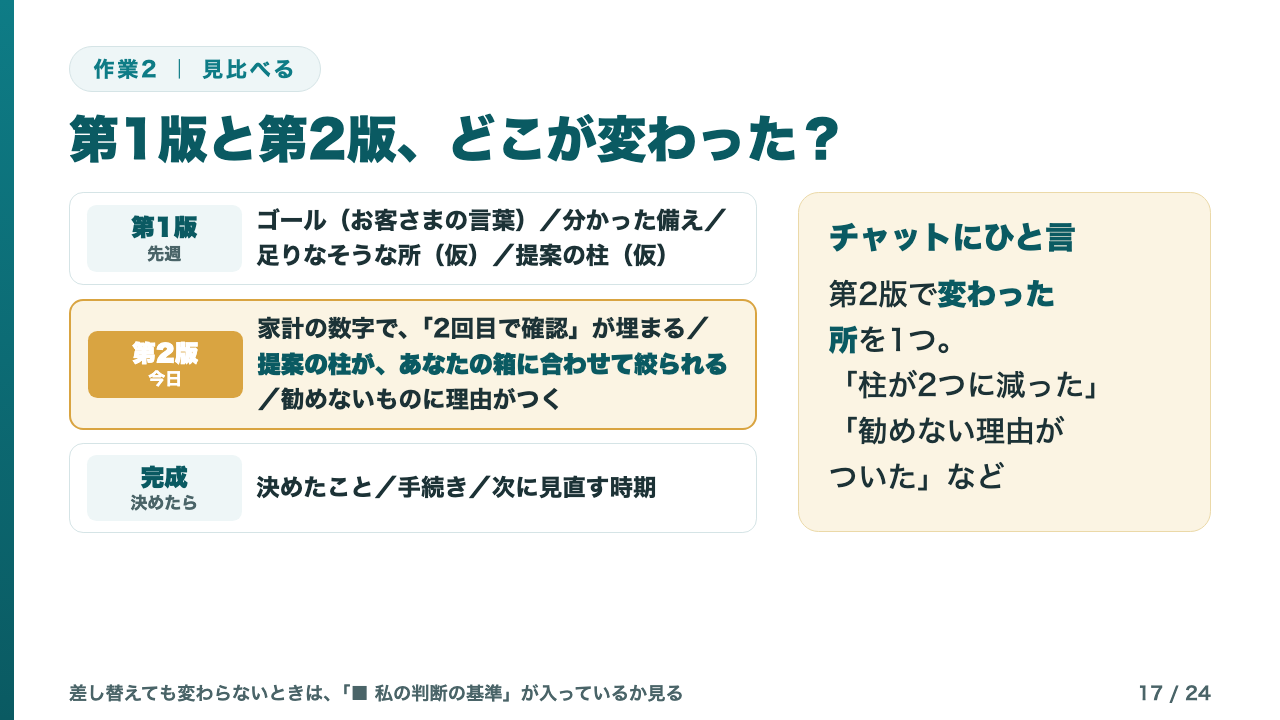 作業2 ｜ 見比べる
第1版と第2版、どこが変わった？
第1版
先週
ゴール（お客さまの言葉）／分かった備え／
足りなそうな所（仮）／提案の柱（仮）
第2版
今日
家計の数字で、「2回目で確認」が埋まる／
提案の柱が、あなたの箱に合わせて絞られる
／勧めないものに理由がつく
完成
決めたら
決めたこと／手続き／次に見直す時期
チャットにひと言
第2版で変わった
所を1つ。
「柱が2つに減った」
「勧めない理由が
ついた」など
差し替えても変わらないときは、「■ 私の判断の基準」が入っているか見る
17 / 24